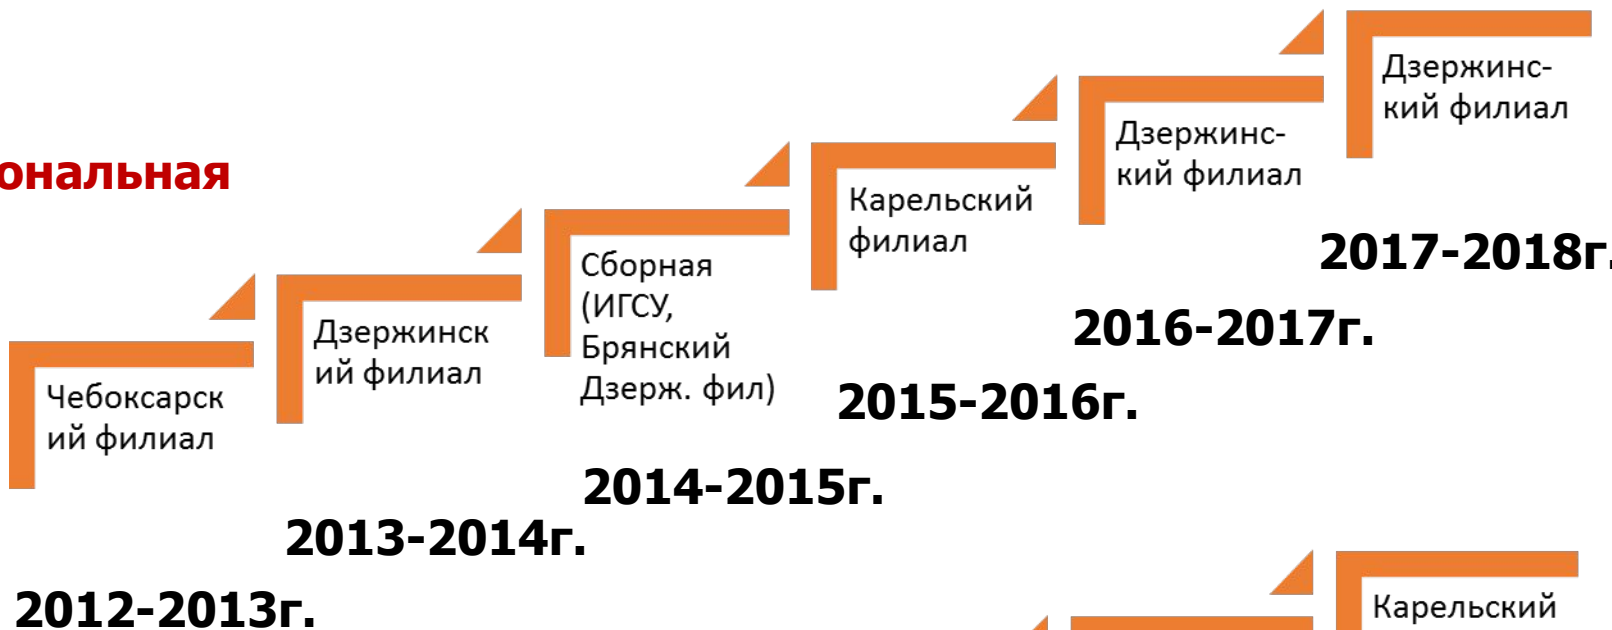 ональная
Чебоксарск
ий филиал
2012-2013г.
Дзержинск
ий филиал
2013-2014г.
Сборная
(ИГСУ,
Брянский
Дзерж. фил)
2014-2015г.
Карельский
филиал
2015-2016г.
Дзержинс-
кий филиал
2016-2017г.
Дзержинс-
кий филиал
2017-2018г.
Карельский